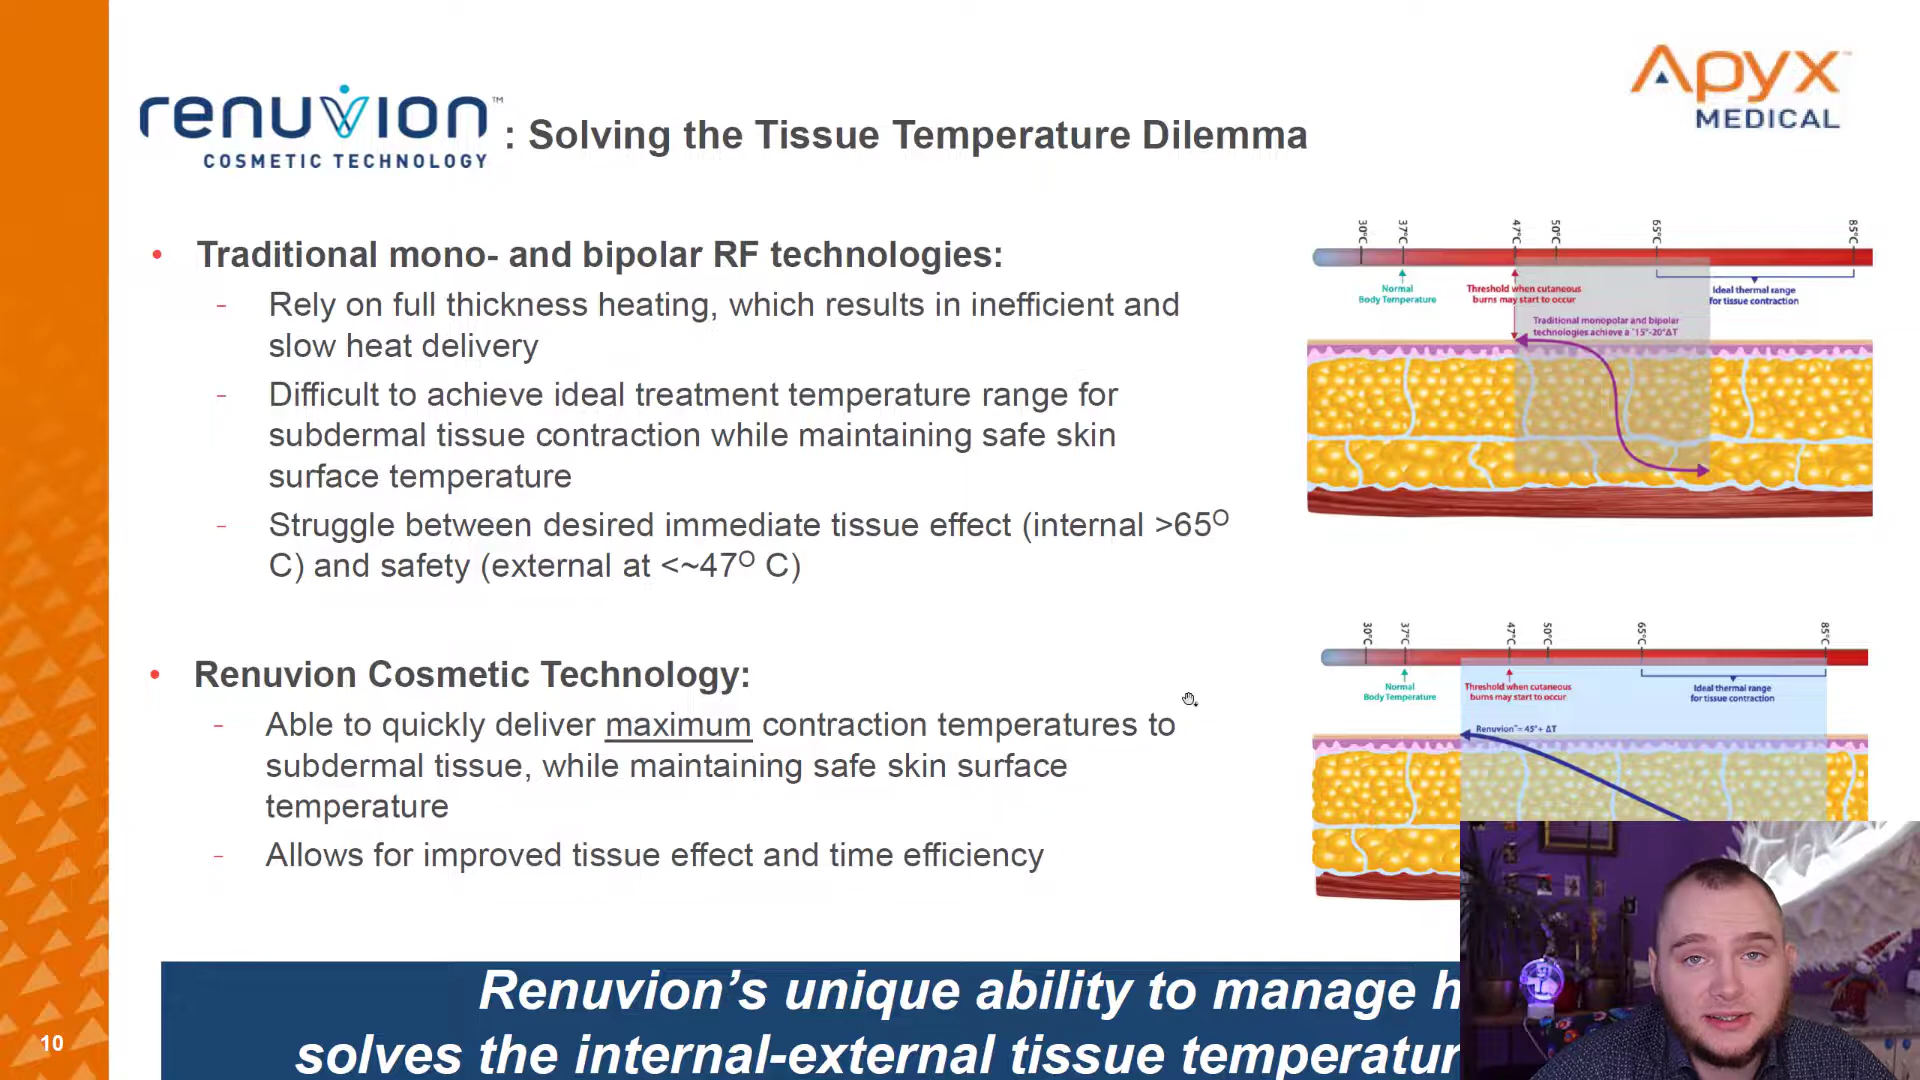 renuvion™
COSMETIC TECHNOLOGY
: Solving the Tissue Temperature Dilemma
Apyx™
MEDICAL
• Traditional mono- and bipolar RF technologies:
- Rely on full thickness heating, which results in inefficient and
slow heat delivery
- Difficult to achieve ideal treatment temperature range for
subdermal tissue contraction while maintaining safe skin
surface temperature
- Struggle between desired immediate tissue effect (internal >65O
C) and safety (external at <~47O C)
30°C 37°C 47°C 50°C 65°C 85°C
Normal
Body Temperature
Threshold when cutaneous
burns may start to occur
Ideal thermal range
for tissue contraction
Traditional monopolar and bipolar
technologies achieve a ~15°-20°ΔT
• Renuvion Cosmetic Technology:
- Able to quickly deliver maximum contraction temperatures to
subdermal tissue, while maintaining safe skin surface
temperature
- Allows for improved tissue effect and time efficiency
30°C 37°C 47°C 50°C 65°C 85°C
Normal
Body Temperature
Threshold when cutaneous
burns may start to occur
Ideal thermal range
for tissue contraction
Renuvion™= 45°+ ΔT
Renuvion’s unique ability to manage h
solves the internal-external tissue temperatur
10